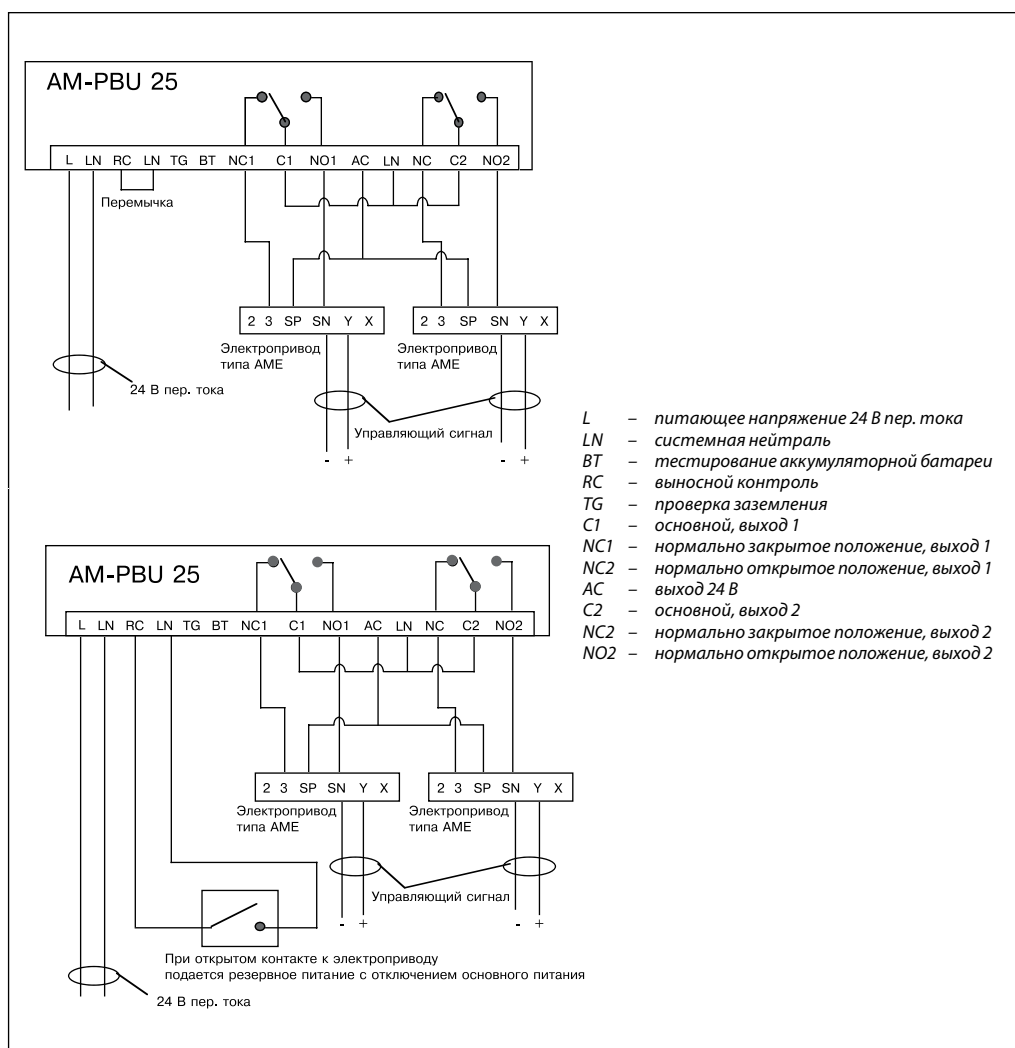 AM-PBU 25
L LN RC LN TG BT NC1 C1 NO1 AC LN NC C2 NO2
Перемычка
2 3 SP SN Y X
2 3 SP SN Y X
Электропривод
типа AME
Электропривод
типа AME
24 В пер. тока
Управляющий сигнал
- +
- +
AM-PBU 25
L LN RC LN TG BT NC1 C1 NO1 AC LN NC C2 NO2
2 3 SP SN Y X
2 3 SP SN Y X
Электропривод
типа AME
Электропривод
типа AME
Управляющий сигнал
- +
- +
При открытом контакте к электроприводу
подается резервное питание с отключением основного питания
24 В пер. тока
L – питающее напряжение 24 В пер. тока
LN – системная нейтраль
BT – тестирование аккумуляторной батареи
RC – выносной контроль
TG – проверка заземления
C1 – основной, выход 1
NC1 – нормально закрытое положение, выход 1
NC2 – нормально открытое положение, выход 1
AC – выход 24 В
C2 – основной, выход 2
NC2 – нормально закрытое положение, выход 2
NO2 – нормально открытое положение, выход 2